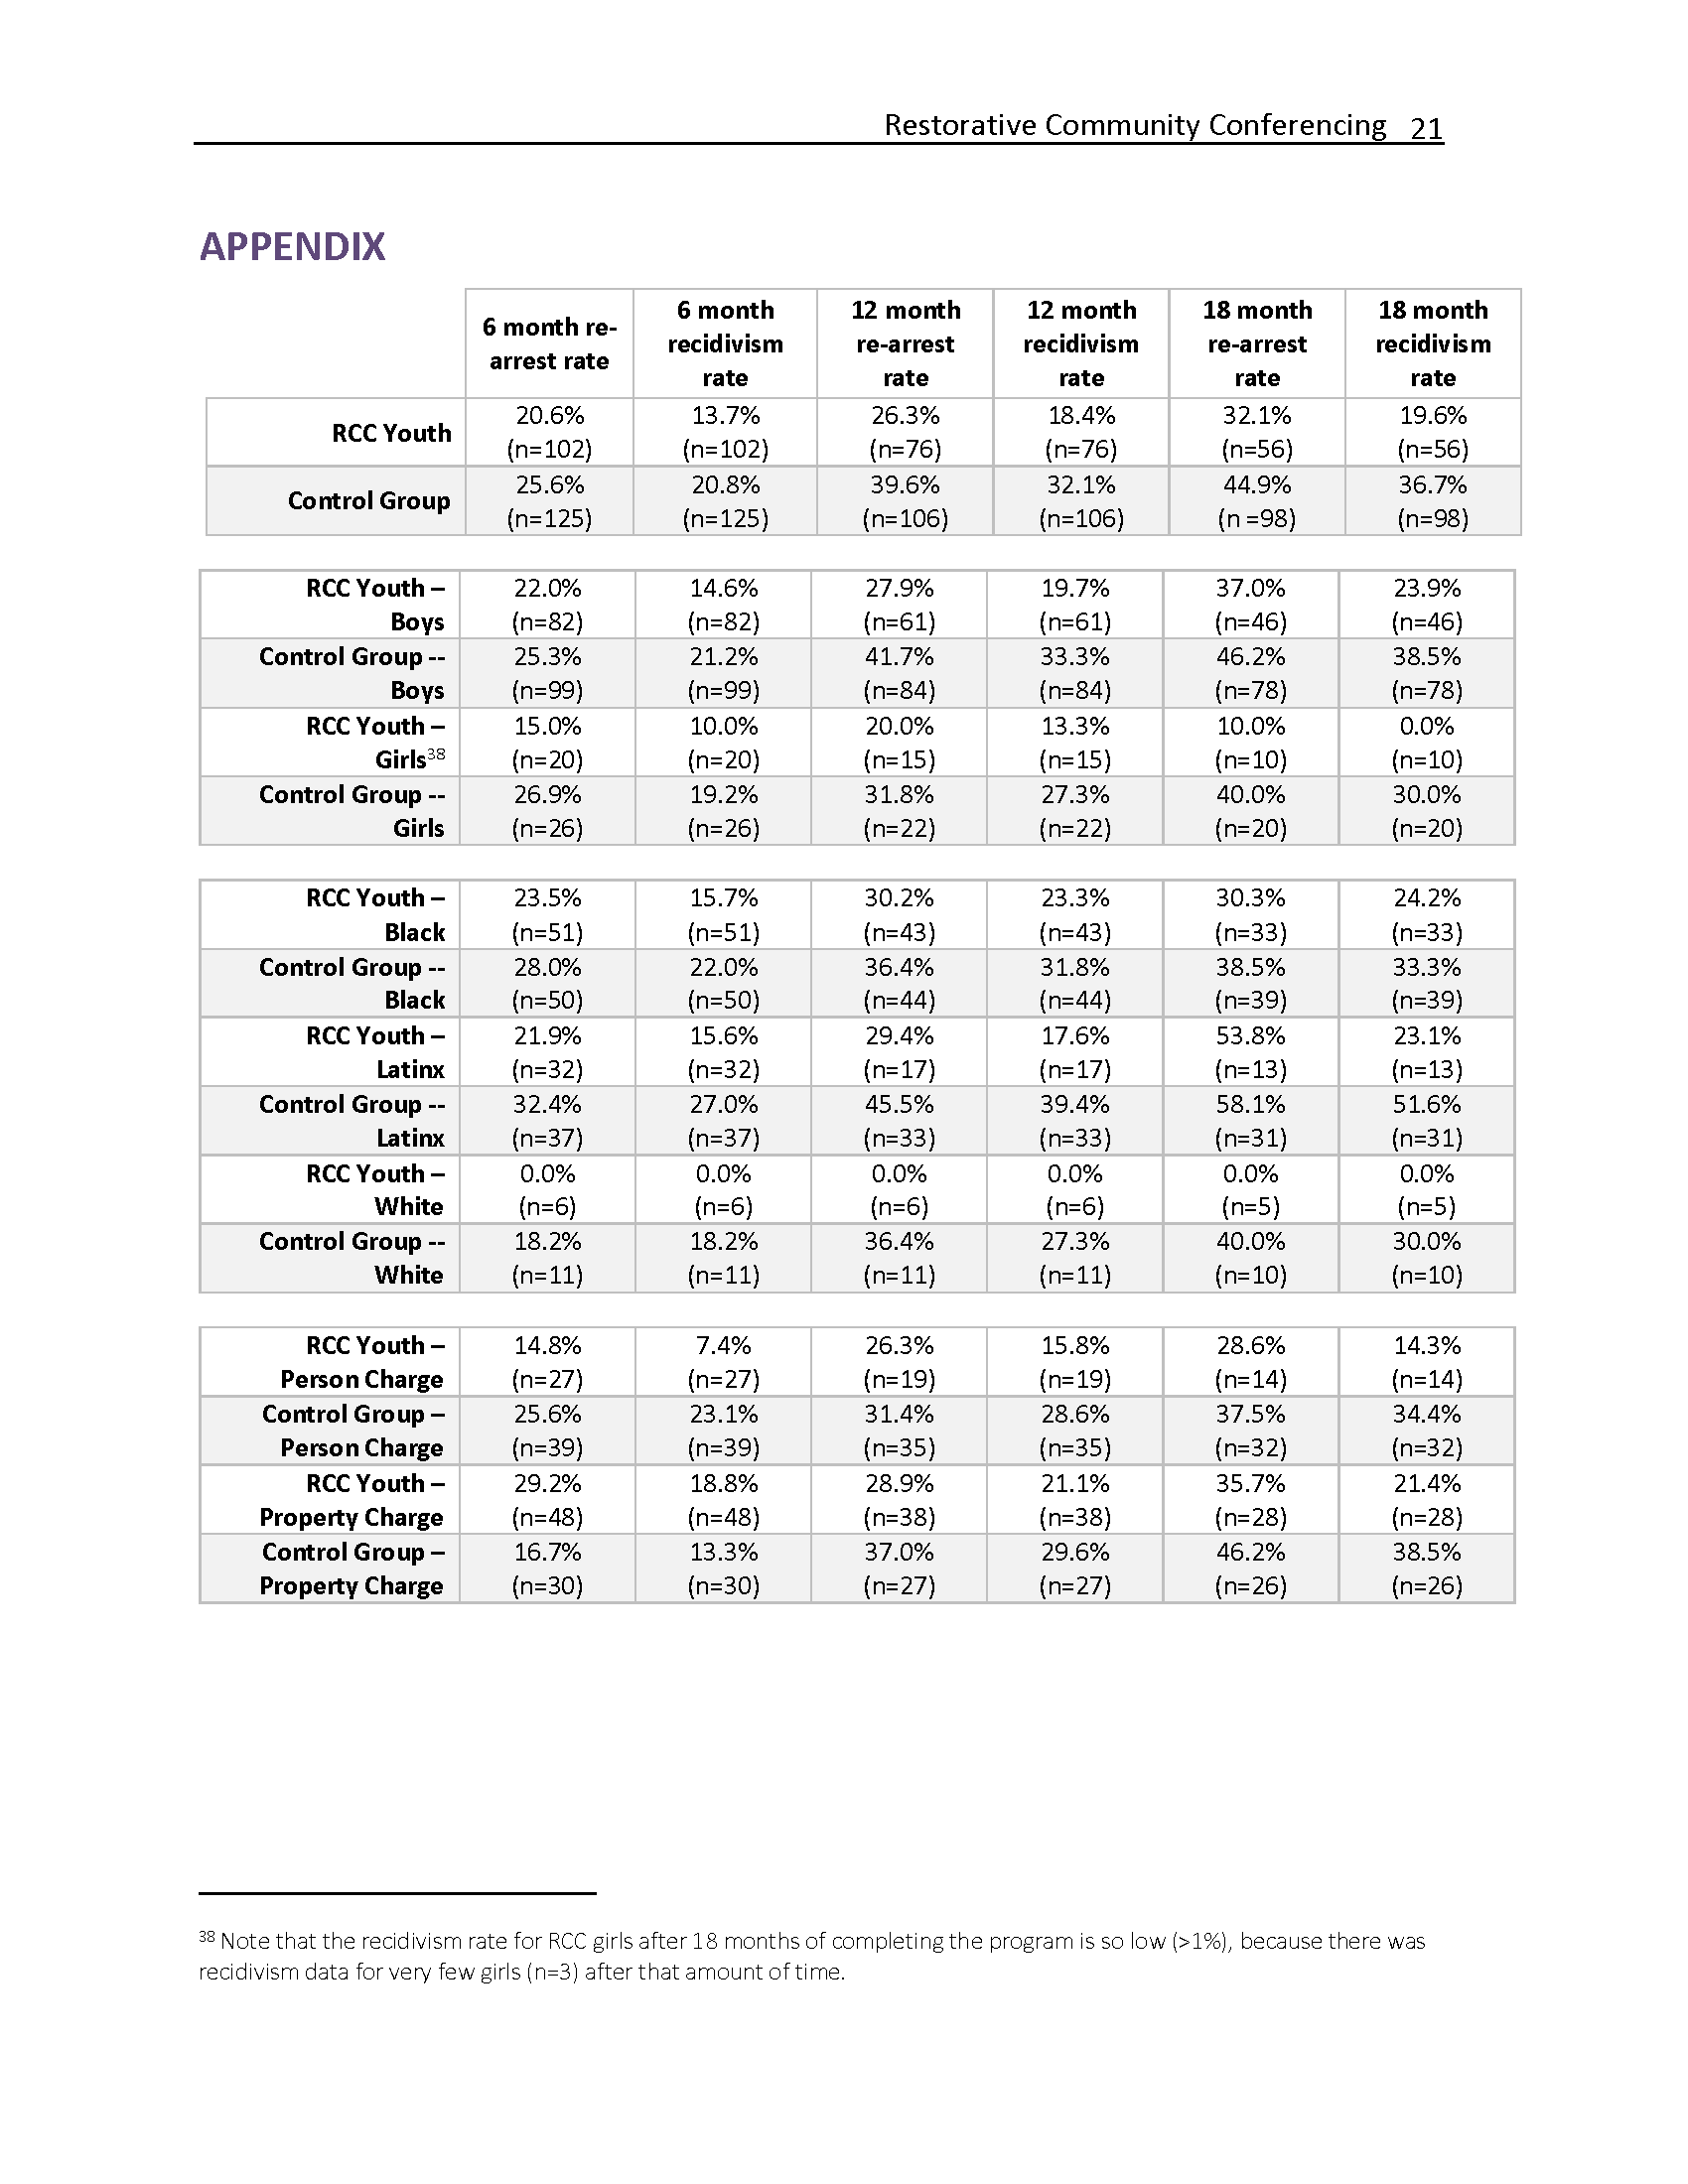 Restorative Community Conferencing 21
APPENDIX
6 month re-arrest rate | 6 month recidivism rate | 12 month re-arrest rate | 12 month recidivism rate | 18 month re-arrest rate | 18 month recidivism rate
RCC Youth | 20.6% (n=102) | 13.7% (n=102) | 26.3% (n=76) | 18.4% (n=76) | 32.1% (n=56) | 19.6% (n=56)
Control Group | 25.6% (n=125) | 20.8% (n=125) | 39.6% (n=106) | 32.1% (n=106) | 44.9% (n =98) | 36.7% (n=98)
RCC Youth – Boys | 22.0% (n=82) | 14.6% (n=82) | 27.9% (n=61) | 19.7% (n=61) | 37.0% (n=46) | 23.9% (n=46)
Control Group -- Boys | 25.3% (n=99) | 21.2% (n=99) | 41.7% (n=84) | 33.3% (n=84) | 46.2% (n=78) | 38.5% (n=78)
RCC Youth – Girls38 | 15.0% (n=20) | 10.0% (n=20) | 20.0% (n=15) | 13.3% (n=15) | 10.0% (n=10) | 0.0% (n=10)
Control Group -- Girls | 26.9% (n=26) | 19.2% (n=26) | 31.8% (n=22) | 27.3% (n=22) | 40.0% (n=20) | 30.0% (n=20)
RCC Youth – Black | 23.5% (n=51) | 15.7% (n=51) | 30.2% (n=43) | 23.3% (n=43) | 30.3% (n=33) | 24.2% (n=33)
Control Group -- Black | 28.0% (n=50) | 22.0% (n=50) | 36.4% (n=44) | 31.8% (n=44) | 38.5% (n=39) | 33.3% (n=39)
RCC Youth – Latinx | 21.9% (n=32) | 15.6% (n=32) | 29.4% (n=17) | 17.6% (n=17) | 53.8% (n=13) | 23.1% (n=13)
Control Group -- Latinx | 32.4% (n=37) | 27.0% (n=37) | 45.5% (n=33) | 39.4% (n=33) | 58.1% (n=31) | 51.6% (n=31)
RCC Youth – White | 0.0% (n=6) | 0.0% (n=6) | 0.0% (n=6) | 0.0% (n=6) | 0.0% (n=5) | 0.0% (n=5)
Control Group -- White | 18.2% (n=11) | 18.2% (n=11) | 36.4% (n=11) | 27.3% (n=11) | 40.0% (n=10) | 30.0% (n=10)
RCC Youth – Person Charge | 14.8% (n=27) | 7.4% (n=27) | 26.3% (n=19) | 15.8% (n=19) | 28.6% (n=14) | 14.3% (n=14)
Control Group – Person Charge | 25.6% (n=39) | 23.1% (n=39) | 31.4% (n=35) | 28.6% (n=35) | 37.5% (n=32) | 34.4% (n=32)
RCC Youth – Property Charge | 29.2% (n=48) | 18.8% (n=48) | 28.9% (n=38) | 21.1% (n=38) | 35.7% (n=28) | 21.4% (n=28)
Control Group – Property Charge | 16.7% (n=30) | 13.3% (n=30) | 37.0% (n=27) | 29.6% (n=27) | 46.2% (n=26) | 38.5% (n=26)
38 Note that the recidivism rate for RCC girls after 18 months of completing the program is so low (>1%), because there was
recidivism data for very few girls (n=3) after that amount of time.